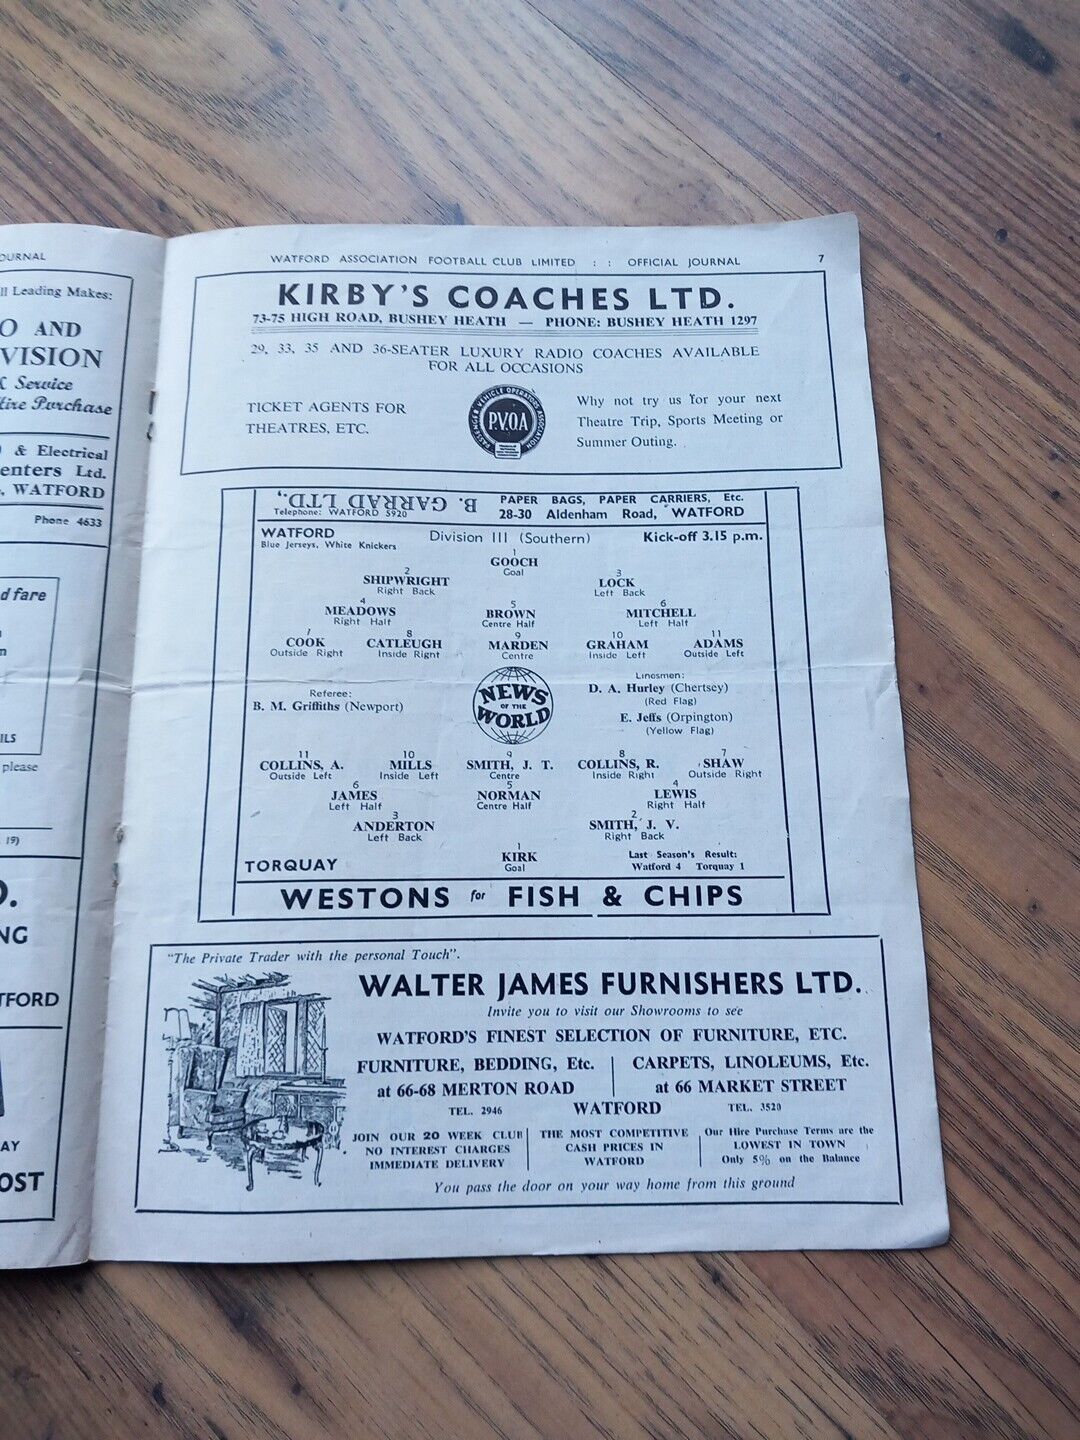 OURNAL
ll Leading Makes:
O AND
VISION
& Service
ire Purchase
& Electrical
enters Ltd.
, WATFORD
Phone 4633
d fare
n
ILS
please
19)
D.
NG
TFORD
AY
OST
WATFORD ASSOCIATION FOOTBALL CLUB LIMITED : : OFFICIAL JOURNAL 7
KIRBY'S COACHES LTD.
73-75 HIGH ROAD, BUSHEY HEATH — PHONE: BUSHEY HEATH 1297
29, 33, 35 AND 36-SEATER LUXURY RADIO COACHES AVAILABLE
FOR ALL OCCASIONS
TICKET AGENTS FOR
THEATRES, ETC.
PASSENGER VEHICLE OPERATORS ASSOCIATION
P.V.O.A
Why not try us for your next
Theatre Trip, Sports Meeting or
Summer Outing.
B. GARRAD LTD.,
Telephone: WATFORD 5920
PAPER BAGS, PAPER CARRIERS, Etc.
28-30 Aldenham Road, WATFORD
WATFORD Division III (Southern) Kick-off 3.15 p.m.
Blue Jerseys, White Knickers
1
GOOCH
Goal
2 3
SHIPWRIGHT LOCK
Right Back Left Back
4 5 6
MEADOWS BROWN MITCHELL
Right Half Centre Half Left Half
7 8 9 10 11
COOK CATLEUGH MARDEN GRAHAM ADAMS
Outside Right Inside Right Centre Inside Left Outside Left
Referee:
B. M. Griffiths (Newport)
NEWS
OF THE
WORLD
Linesmen:
D. A. Hurley (Chertsey)
(Red Flag)
E. Jeffs (Orpington)
(Yellow Flag)
11 10 9 8 7
COLLINS, A. MILLS SMITH, J. T. COLLINS, R. SHAW
Outside Left Inside Left Centre Inside Right Outside Right
6 5 4
JAMES NORMAN LEWIS
Left Half Centre Half Right Half
3 2
ANDERTON SMITH, J. V.
Left Back Right Back
1
KIRK
Goal
TORQUAY
Last Season's Result:
Watford 4 Torquay 1
WESTONS for FISH & CHIPS
"The Private Trader with the personal Touch".
WALTER JAMES FURNISHERS LTD.
Invite you to visit our Showrooms to see
WATFORD'S FINEST SELECTION OF FURNITURE, ETC.
FURNITURE, BEDDING, Etc. CARPETS, LINOLEUMS, Etc.
at 66-68 MERTON ROAD at 66 MARKET STREET
TEL. 2946 WATFORD TEL. 3520
JOIN OUR 20 WEEK CLUB
NO INTEREST CHARGES
IMMEDIATE DELIVERY
THE MOST COMPETITIVE
CASH PRICES IN
WATFORD
Our Hire Purchase Terms are the
LOWEST IN TOWN
Only 5% on the Balance
You pass the door on your way home from this ground